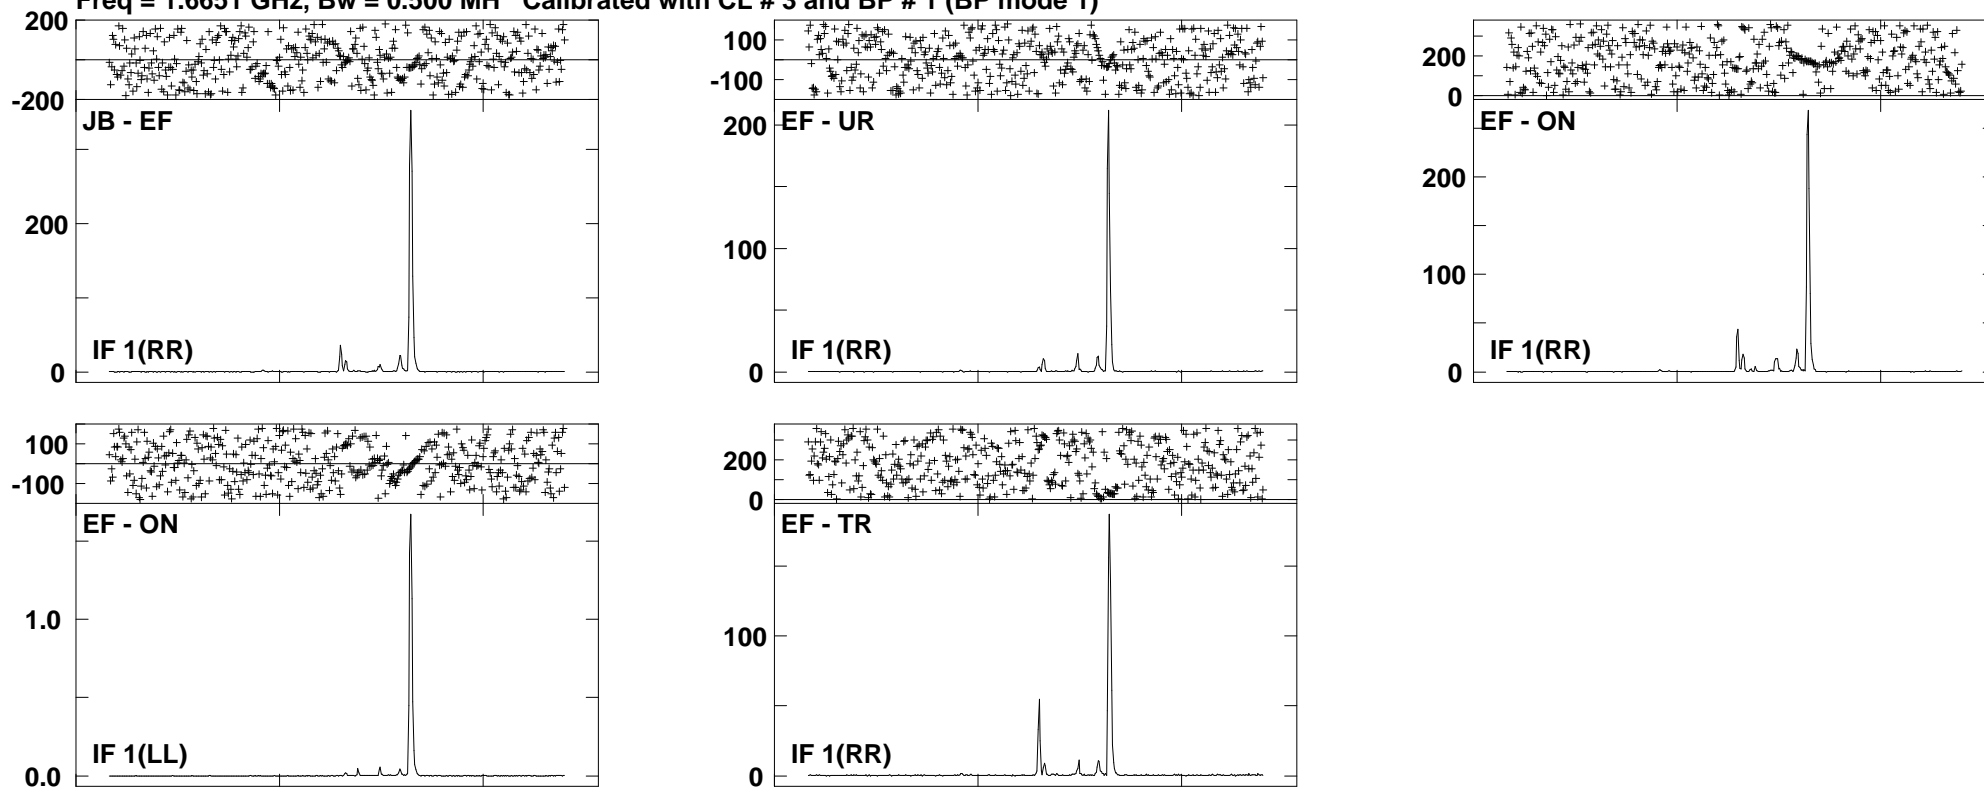 Freq = 1.6651 GHz, Bw = 0.500 MH Calibrated with CL # 3 and BP # 1 (BP mode 1)
200
-200
JB - EF
200
0
IF 1(RR)
100
-100
EF - UR
200
100
0
IF 1(RR)
200
0
EF - ON
200
100
0
IF 1(RR)
100
-100
EF - ON
1.0
0.0
IF 1(LL)
200
0
EF - TR
100
0
IF 1(RR)